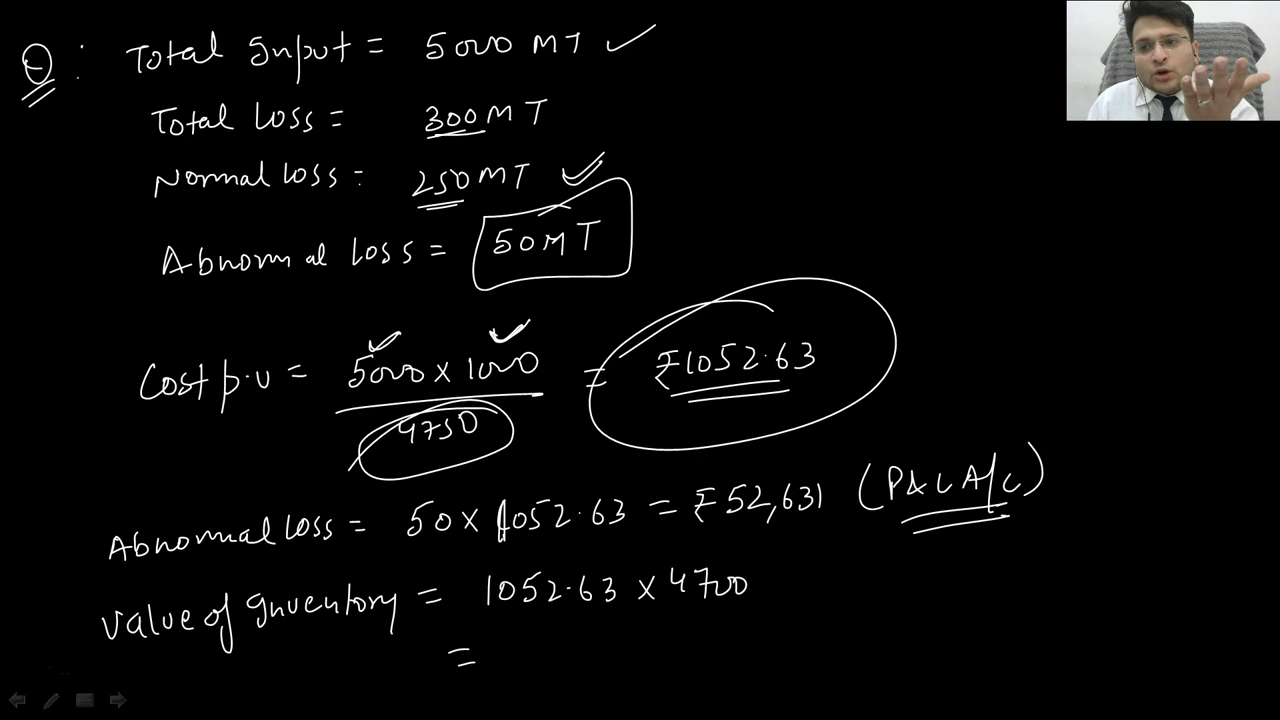 Q: Total Input = 5000 MT ✓
Total Loss = 300 MT
Normal Loss = 250 MT ✓
Abnormal Loss = 50 MT
Cost p.u = 5000 x 1000 / 4750 = ₹1052.63
Abnormal Loss = 50 x 1052.63 = ₹52,631 (P&L A/c)
Value of Inventory = 1052.63 x 4700
=